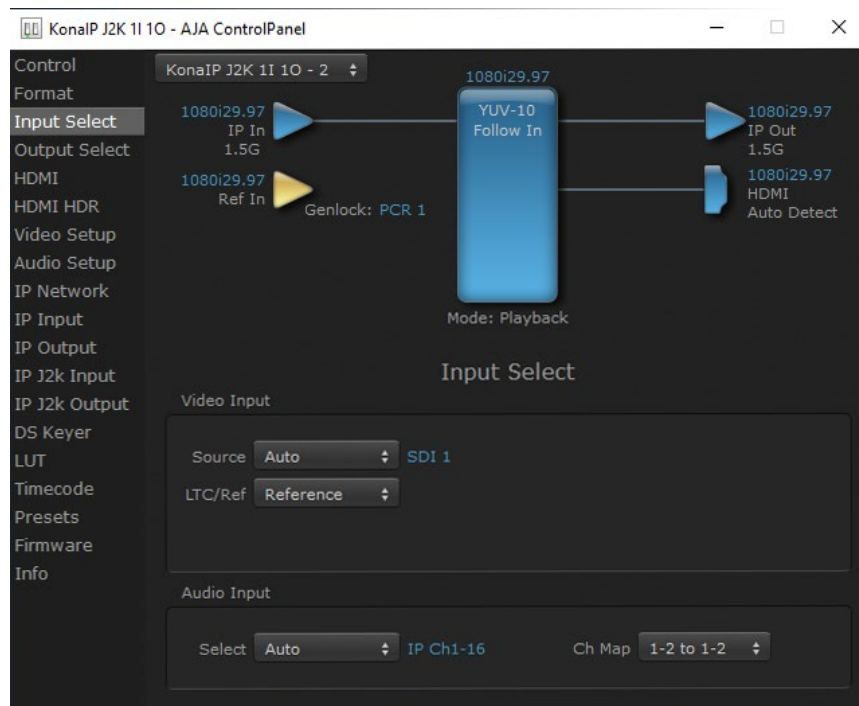 KonaIP J2K 1I 1O - AJA ControlPanel
Control
Format
Input Select
Output Select
HDMI
HDMI HDR
Video Setup
Audio Setup
IP Network
IP Input
IP Output
IP J2k Input
IP J2k Output
DS Keyer
LUT
Timecode
Presets
Firmware
Info
KonaIP J2K 1I 1O - 2
1080i29.97
1080i29.97
IP In
1.5G
YUV-10
Follow In
1080i29.97
IP Out
1.5G
1080i29.97
Ref In
Genlock: PCR 1
1080i29.97
HDMI
Auto Detect
Mode: Playback
Input Select
Video Input
Source Auto SDI 1
LTC/Ref Reference
Audio Input
Select Auto IP Ch1-16 Ch Map 1-2 to 1-2